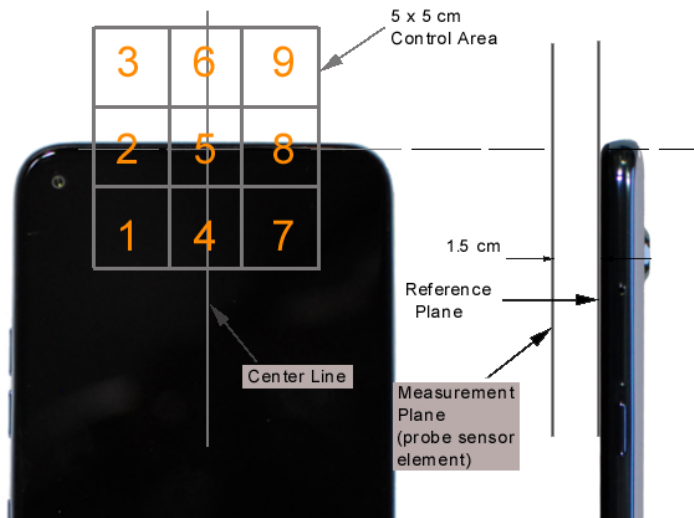 5 x 5 cm
Control Area
3 6 9
2 5 8
1 4 7
1.5 cm
Reference
Plane
Center Line
Measurement
Plane
(probe sensor
element)